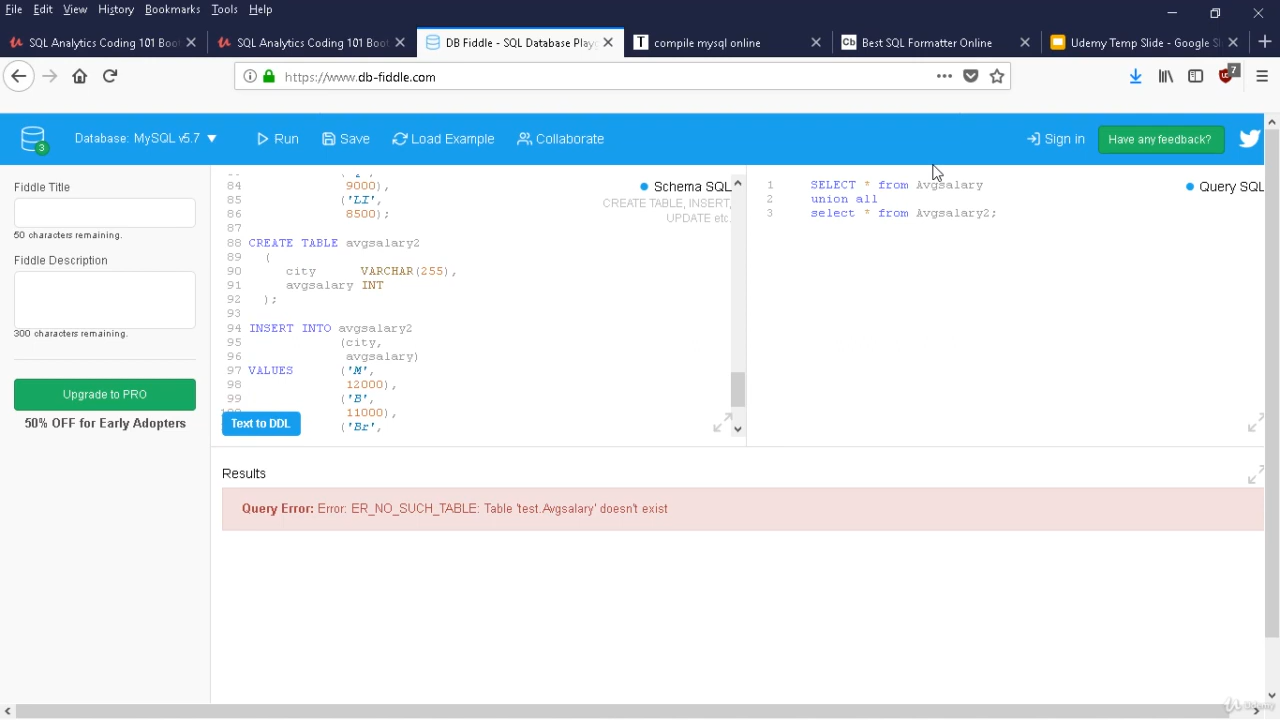 File Edit View History Bookmarks Tools Help
SQL Analytics Coding 101 Boot
SQL Analytics Coding 101 Boot
DB Fiddle - SQL Database Playg
T compile mysql online
Cb Best SQL Formatter Online
Udemy Temp Slide - Google S
https://www.db-fiddle.com
7
3
Database: MySQL v5.7
Run
Save
Load Example
Collaborate
Sign in
Have any feedback?
Fiddle Title
50 characters remaining.
Fiddle Description
300 characters remaining.
Upgrade to PRO
50% OFF for Early Adopters
Schema SQL
CREATE TABLE, INSERT,
UPDATE etc.
84 9000),
85 ('LI',
86 8500);
87
88 CREATE TABLE avgsalary2
89 (
90 city VARCHAR(255),
91 avgsalary INT
92 );
93
94 INSERT INTO avgsalary2
95 (city,
96 avgsalary)
97 VALUES ('M',
98 12000),
99 ('B',
11000),
('Br',
Text to DDL
Query SQL
1 SELECT * from Avgsalary
2 union all
3 select * from Avgsalary2;
Results
Query Error: Error: ER_NO_SUCH_TABLE: Table 'test.Avgsalary' doesn't exist
Udemy